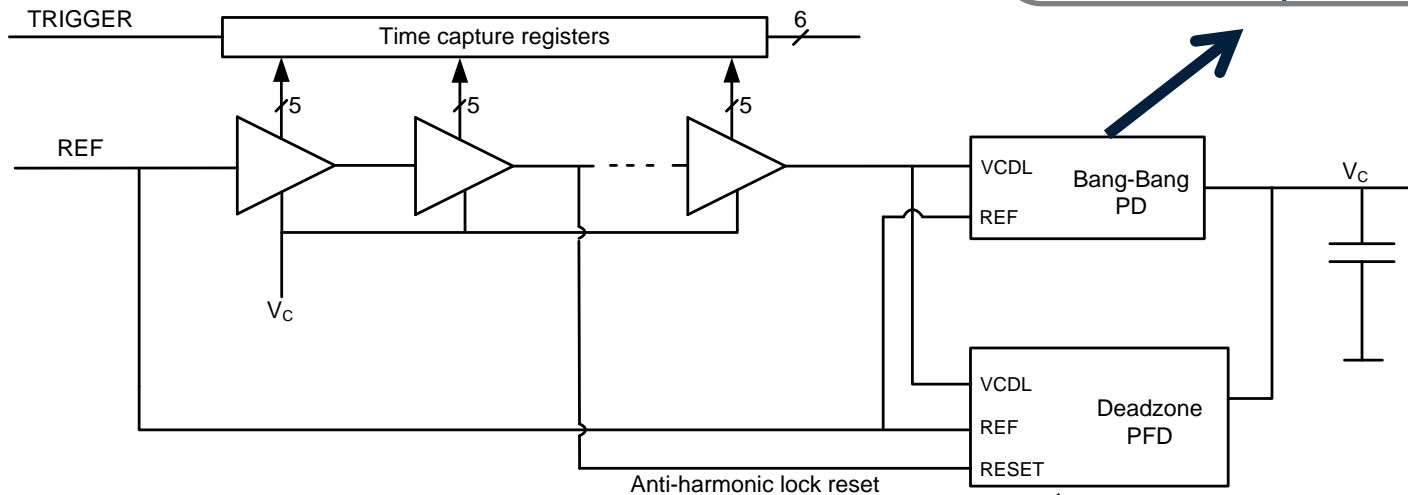 TRIGGER
Time capture registers
6
5
5
5
REF
VCDL
REF
Bang-Bang
PD
VC
VC
VCDL
REF
RESET
Deadzone
PFD
Anti-harmonic lock reset